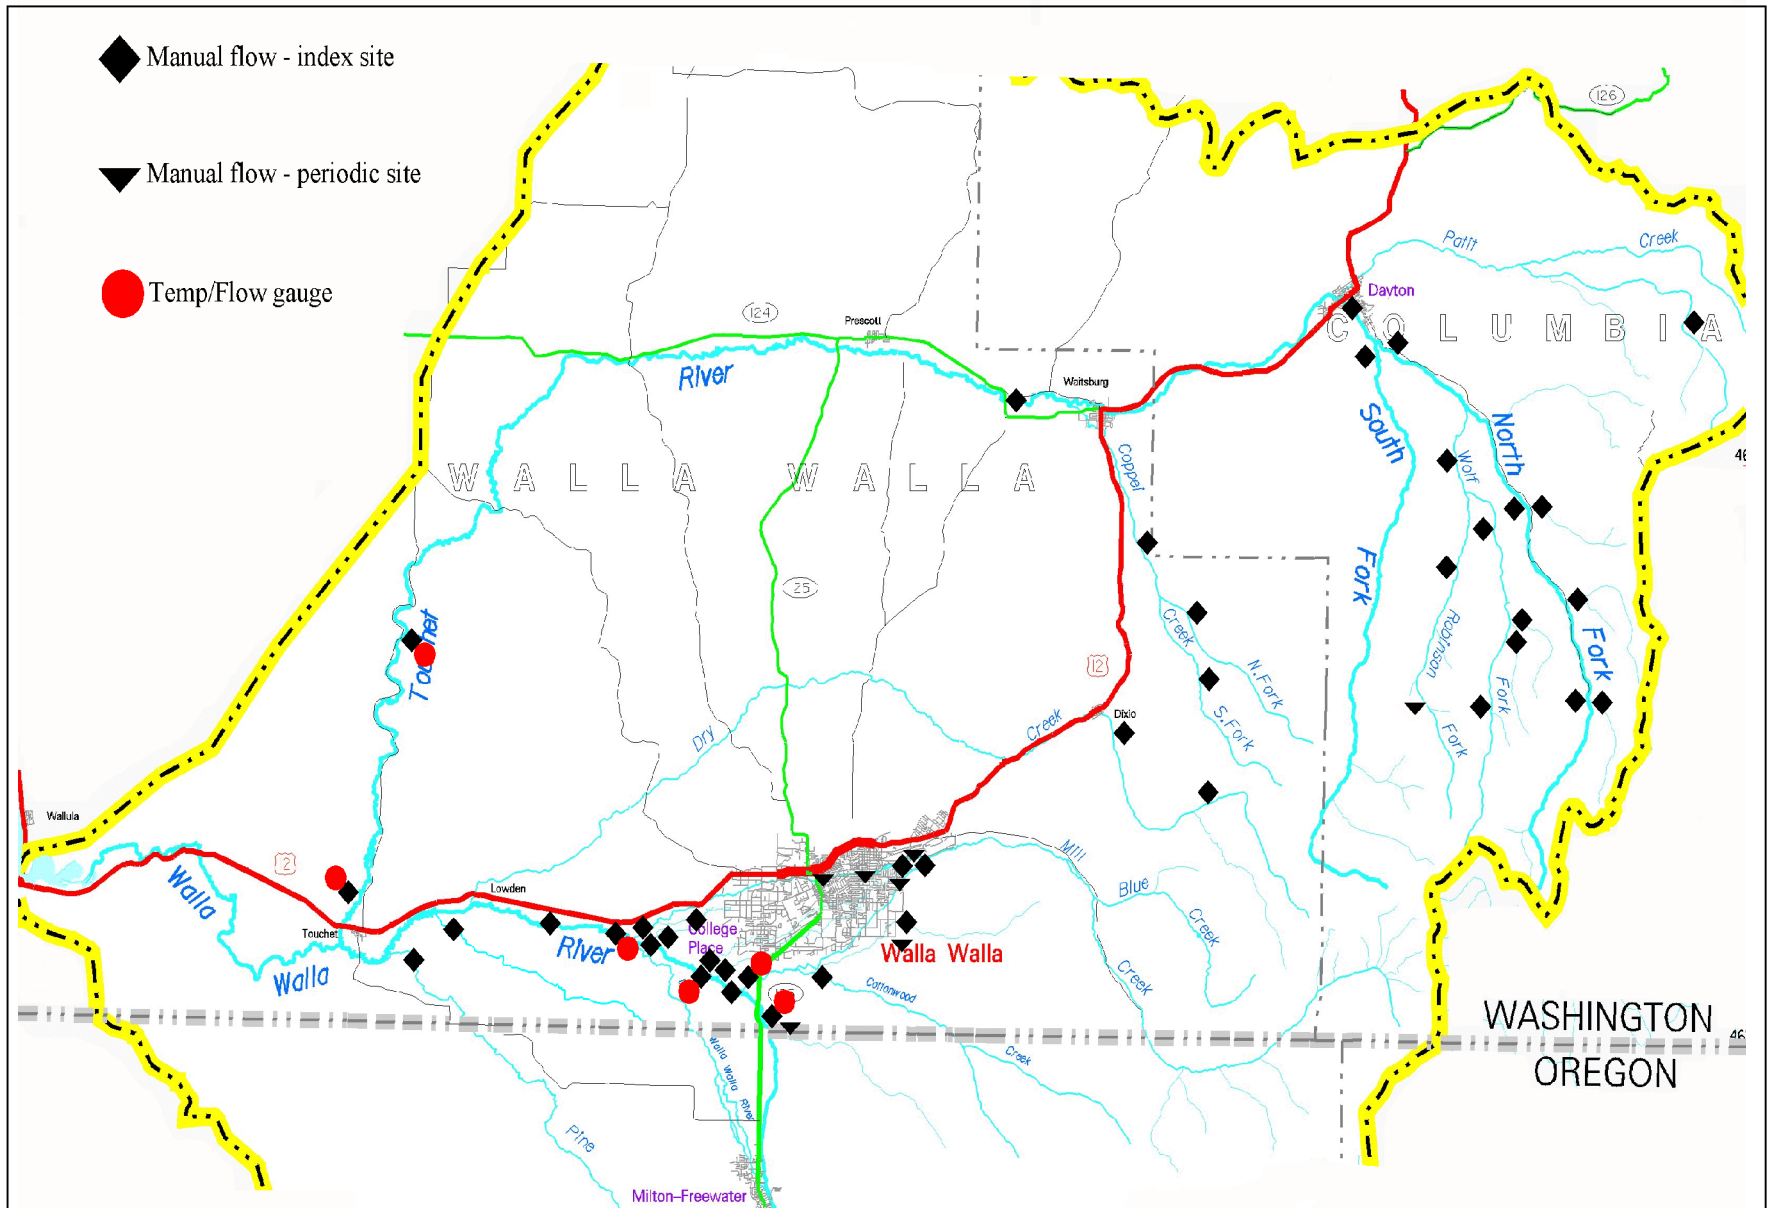 Manual flow - index site
Manual flow - periodic site
Temp/Flow gauge
126
Patit
Creek
Dayton
C O L U M B I A
124
Prescott
River
Waitsburg
South
North
Wolf
Coppei
46
W A L L A   W A L L A
Fork
25
Touchet
Robinson
Creek
N.Fork
Fork
12
S.Fork
Fork
Fork
Dry
Creek
Dixie
Wallula
12
Mill
Walla
Lowden
Blue
Creek
Touchet
College
Place
River
Walla Walla
Walla
Creek
Cottonwood
WASHINGTON
46
OREGON
Walla Walla River
Creek
Pine
Milton-Freewater